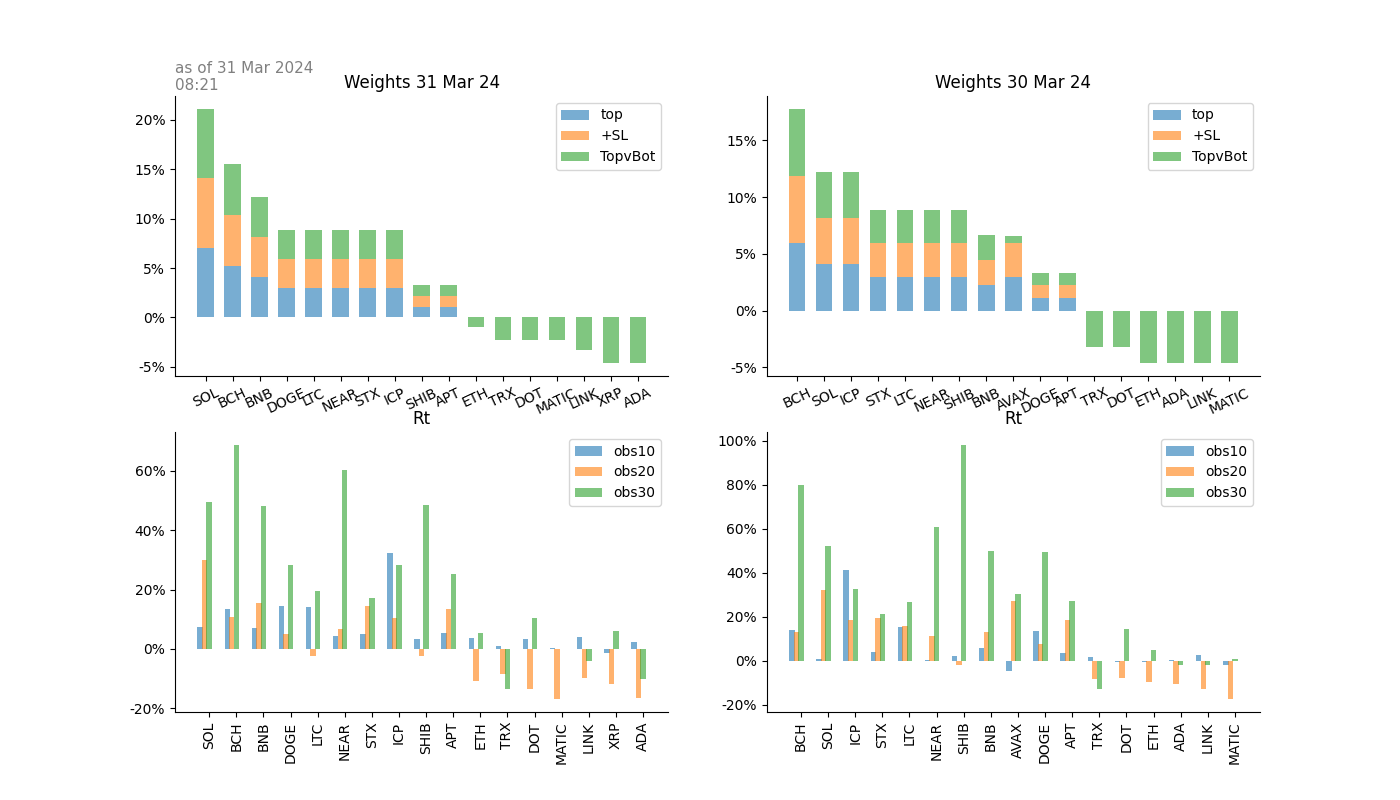 as of 31 Mar 2024
08:21
Weights 31 Mar 24
top
+SL
TopvBot
20%
15%
10%
5%
0%
-5%
SOL BCH BNB DOGE LTC NEAR STX ICP SHIB APT ETH TRX DOT MATIC LINK XRP ADA
Weights 30 Mar 24
top
+SL
TopvBot
15%
10%
5%
0%
-5%
BCH SOL ICP STX LTC NEAR SHIB BNB AVAX DOGE APT TRX DOT ETH ADA LINK MATIC
Rt
obs10
obs20
obs30
60%
40%
20%
0%
-20%
SOL BCH BNB DOGE LTC NEAR STX ICP SHIB APT ETH TRX DOT MATIC LINK XRP ADA
Rt
obs10
obs20
obs30
100%
80%
60%
40%
20%
0%
-20%
BCH SOL ICP STX LTC NEAR SHIB BNB AVAX DOGE APT TRX DOT ETH ADA LINK MATIC